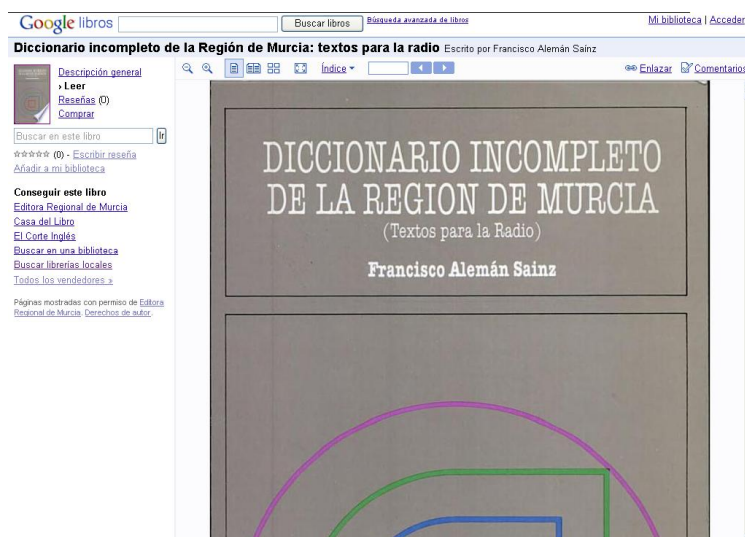 Google libros
Buscar libros
Búsqueda avanzada de libros
Mi biblioteca | Acceder
Diccionario incompleto de la Región de Murcia: textos para la radio Escrito por Francisco Alemán Saínz
Descripción general
› Leer
Reseñas (0)
Comprar
Índice
Enlazar
Comentarios
Buscar en este libro
Ir
(0) - Escribir reseña
Añadir a mi biblioteca
Conseguir este libro
Editora Regional de Murcia
Casa del Libro
El Corte Inglés
Buscar en una biblioteca
Buscar librerías locales
Todos los vendedores »
Páginas mostradas con permiso de Editora
Regional de Murcia. Derechos de autor.
DICCIONARIO INCOMPLETO
DE LA REGION DE MURCIA
(Textos para la Radio)
Francisco Alemán Sainz